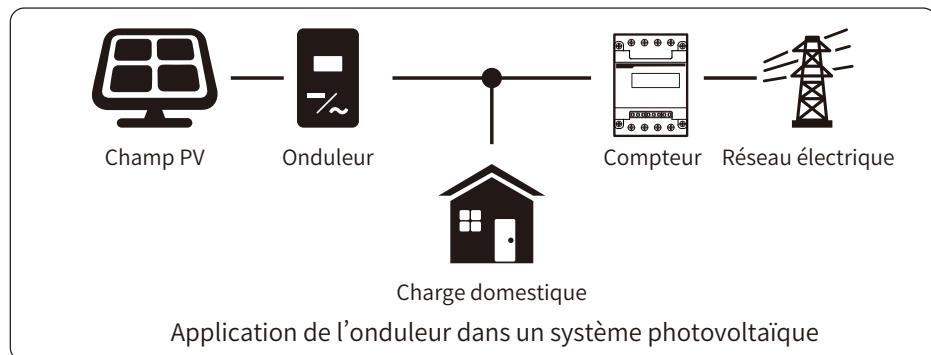 Champ PV
Onduleur
Compteur
Réseau électrique
Charge domestique
Application de l’onduleur dans un système photovoltaïque